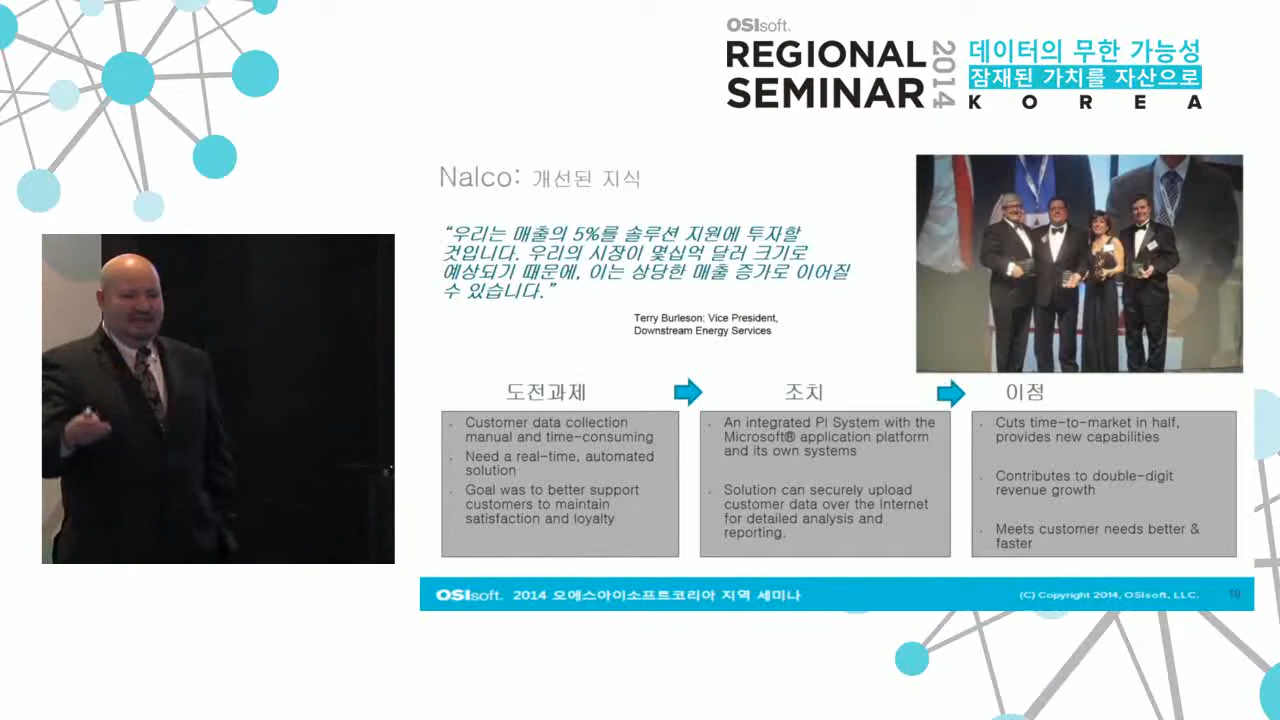 OSIsoft.
REGIONAL
SEMINAR
2014
데이터의 무한 가능성
잠재된 가치를 자산으로
KOREA
Nalco: 개선된 지식
“우리는 매출의 5%를 솔루션 지원에 투자할
것입니다. 우리의 시장이 몇십억 달러 크기로
예상되기 때문에, 이는 상당한 매출 증가로 이어질
수 있습니다.”
Terry Burleson: Vice President,
Downstream Energy Services
도전과제
Customer data collection
manual and time-consuming
Need a real-time, automated
solution
Goal was to better support
customers to maintain
satisfaction and loyalty
조치
An integrated PI System with the
Microsoft® application platform
and its own systems
Solution can securely upload
customer data over the Internet
for detailed analysis and
reporting.
이점
Cuts time-to-market in half,
provides new capabilities
Contributes to double-digit
revenue growth
Meets customer needs better &
faster
OSIsoft. 2014 오에스아이소프트코리아 지역 세미나
(C) Copyright 2014, OSIsoft, LLC.